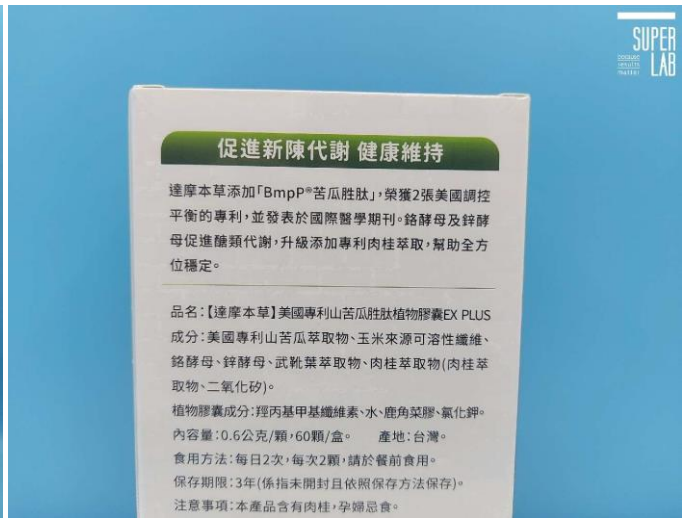 SUPER
LAB
because
results
matter
促進新陳代謝 健康維持
達摩本草添加「BmpP®苦瓜胜肽」,榮獲2張美國調控
平衡的專利,並發表於國際醫學期刊。鉻酵母及鋅酵
母促進醣類代謝,升級添加專利肉桂萃取,幫助全方
位穩定。
品名:【達摩本草】美國專利山苦瓜胜肽植物膠囊EX PLUS
成分:美國專利山苦瓜萃取物、玉米來源可溶性纖維、
鉻酵母、鋅酵母、武靴葉萃取物、肉桂萃取物(肉桂萃
取物、二氧化矽)。
植物膠囊成分:羥丙基甲基纖維素、水、鹿角菜膠、氯化鉀。
內容量:0.6公克/顆,60顆/盒。 產地:台灣。
食用方法:每日2次,每次2顆,請於餐前食用。
保存期限:3年(係指未開封且依照保存方法保存)。
注意事項:本產品含有肉桂,孕婦忌食。